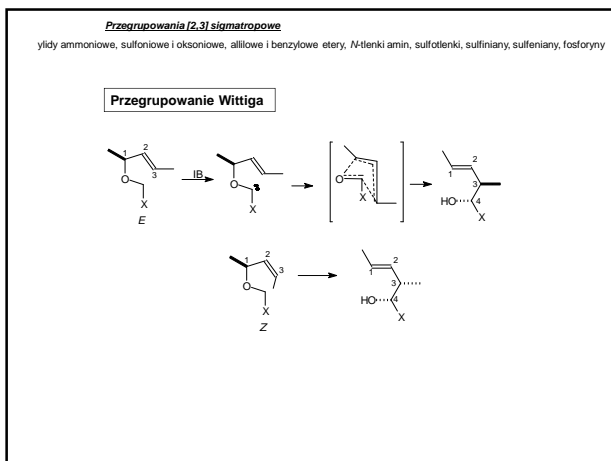 Przegrupowania [2,3] sigmatropowe
ylidy ammoniowe, sulfoniowe i oksoniowe, allilowe i benzylowe etery, N-tlenki amin, sulfotlenki, sulfiniany, sulfeniany, fosforyny
Przegrupowanie Wittiga
1 2 3 O X E
IB
O X
O X
1 2 3 4 HO X
1 2 3 O X Z
1 2 3 4 HO X